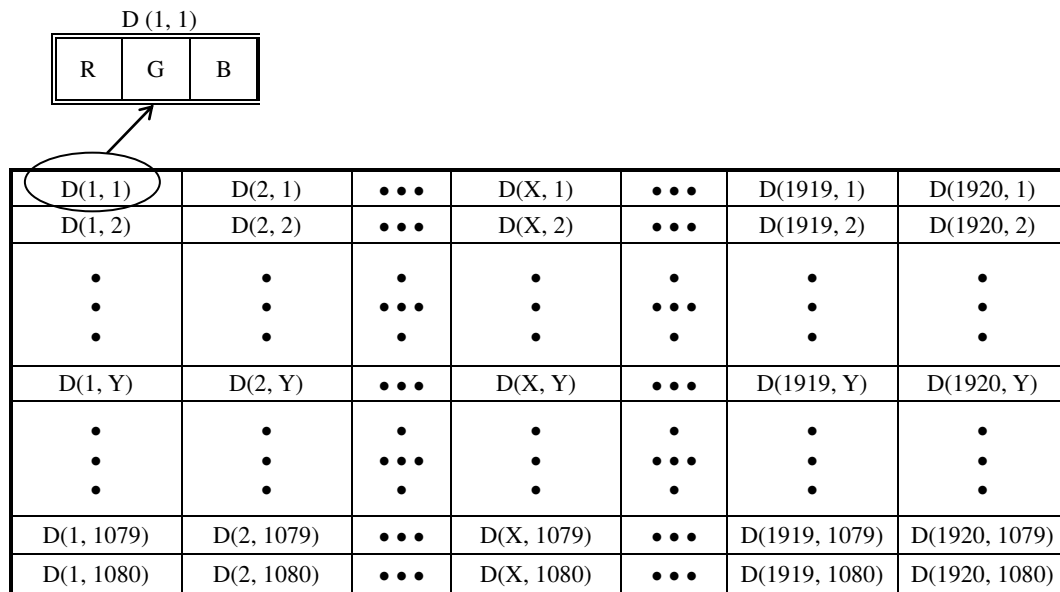 D (1, 1)
R G B
D(1, 1) D(2, 1) ••• D(X, 1) ••• D(1919, 1) D(1920, 1)
D(1, 2) D(2, 2) ••• D(X, 2) ••• D(1919, 2) D(1920, 2)
• • • • • • •
• • ••• • ••• • •
• • • • • • •
D(1, Y) D(2, Y) ••• D(X, Y) ••• D(1919, Y) D(1920, Y)
• • • • • • •
• • ••• • ••• • •
• • • • • • •
D(1, 1079) D(2, 1079) ••• D(X, 1079) ••• D(1919, 1079) D(1920, 1079)
D(1, 1080) D(2, 1080) ••• D(X, 1080) ••• D(1919, 1080) D(1920, 1080)